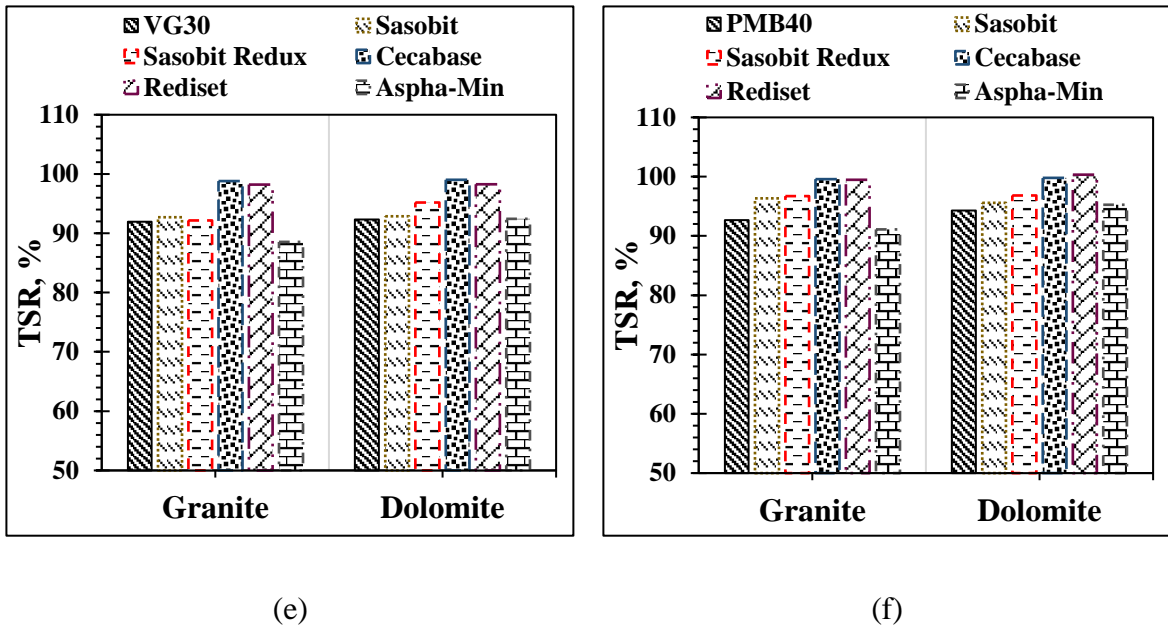 VG30 Sasobit
Sasobit Redux Cecabase
Rediset Aspha-Min
110
100
90
80
70
60
50
TSR, %
Granite Dolomite
(e)
PMB40 Sasobit
Sasobit Redux Cecabase
Rediset Aspha-Min
110
100
90
80
70
60
50
TSR, %
Granite Dolomite
(f)